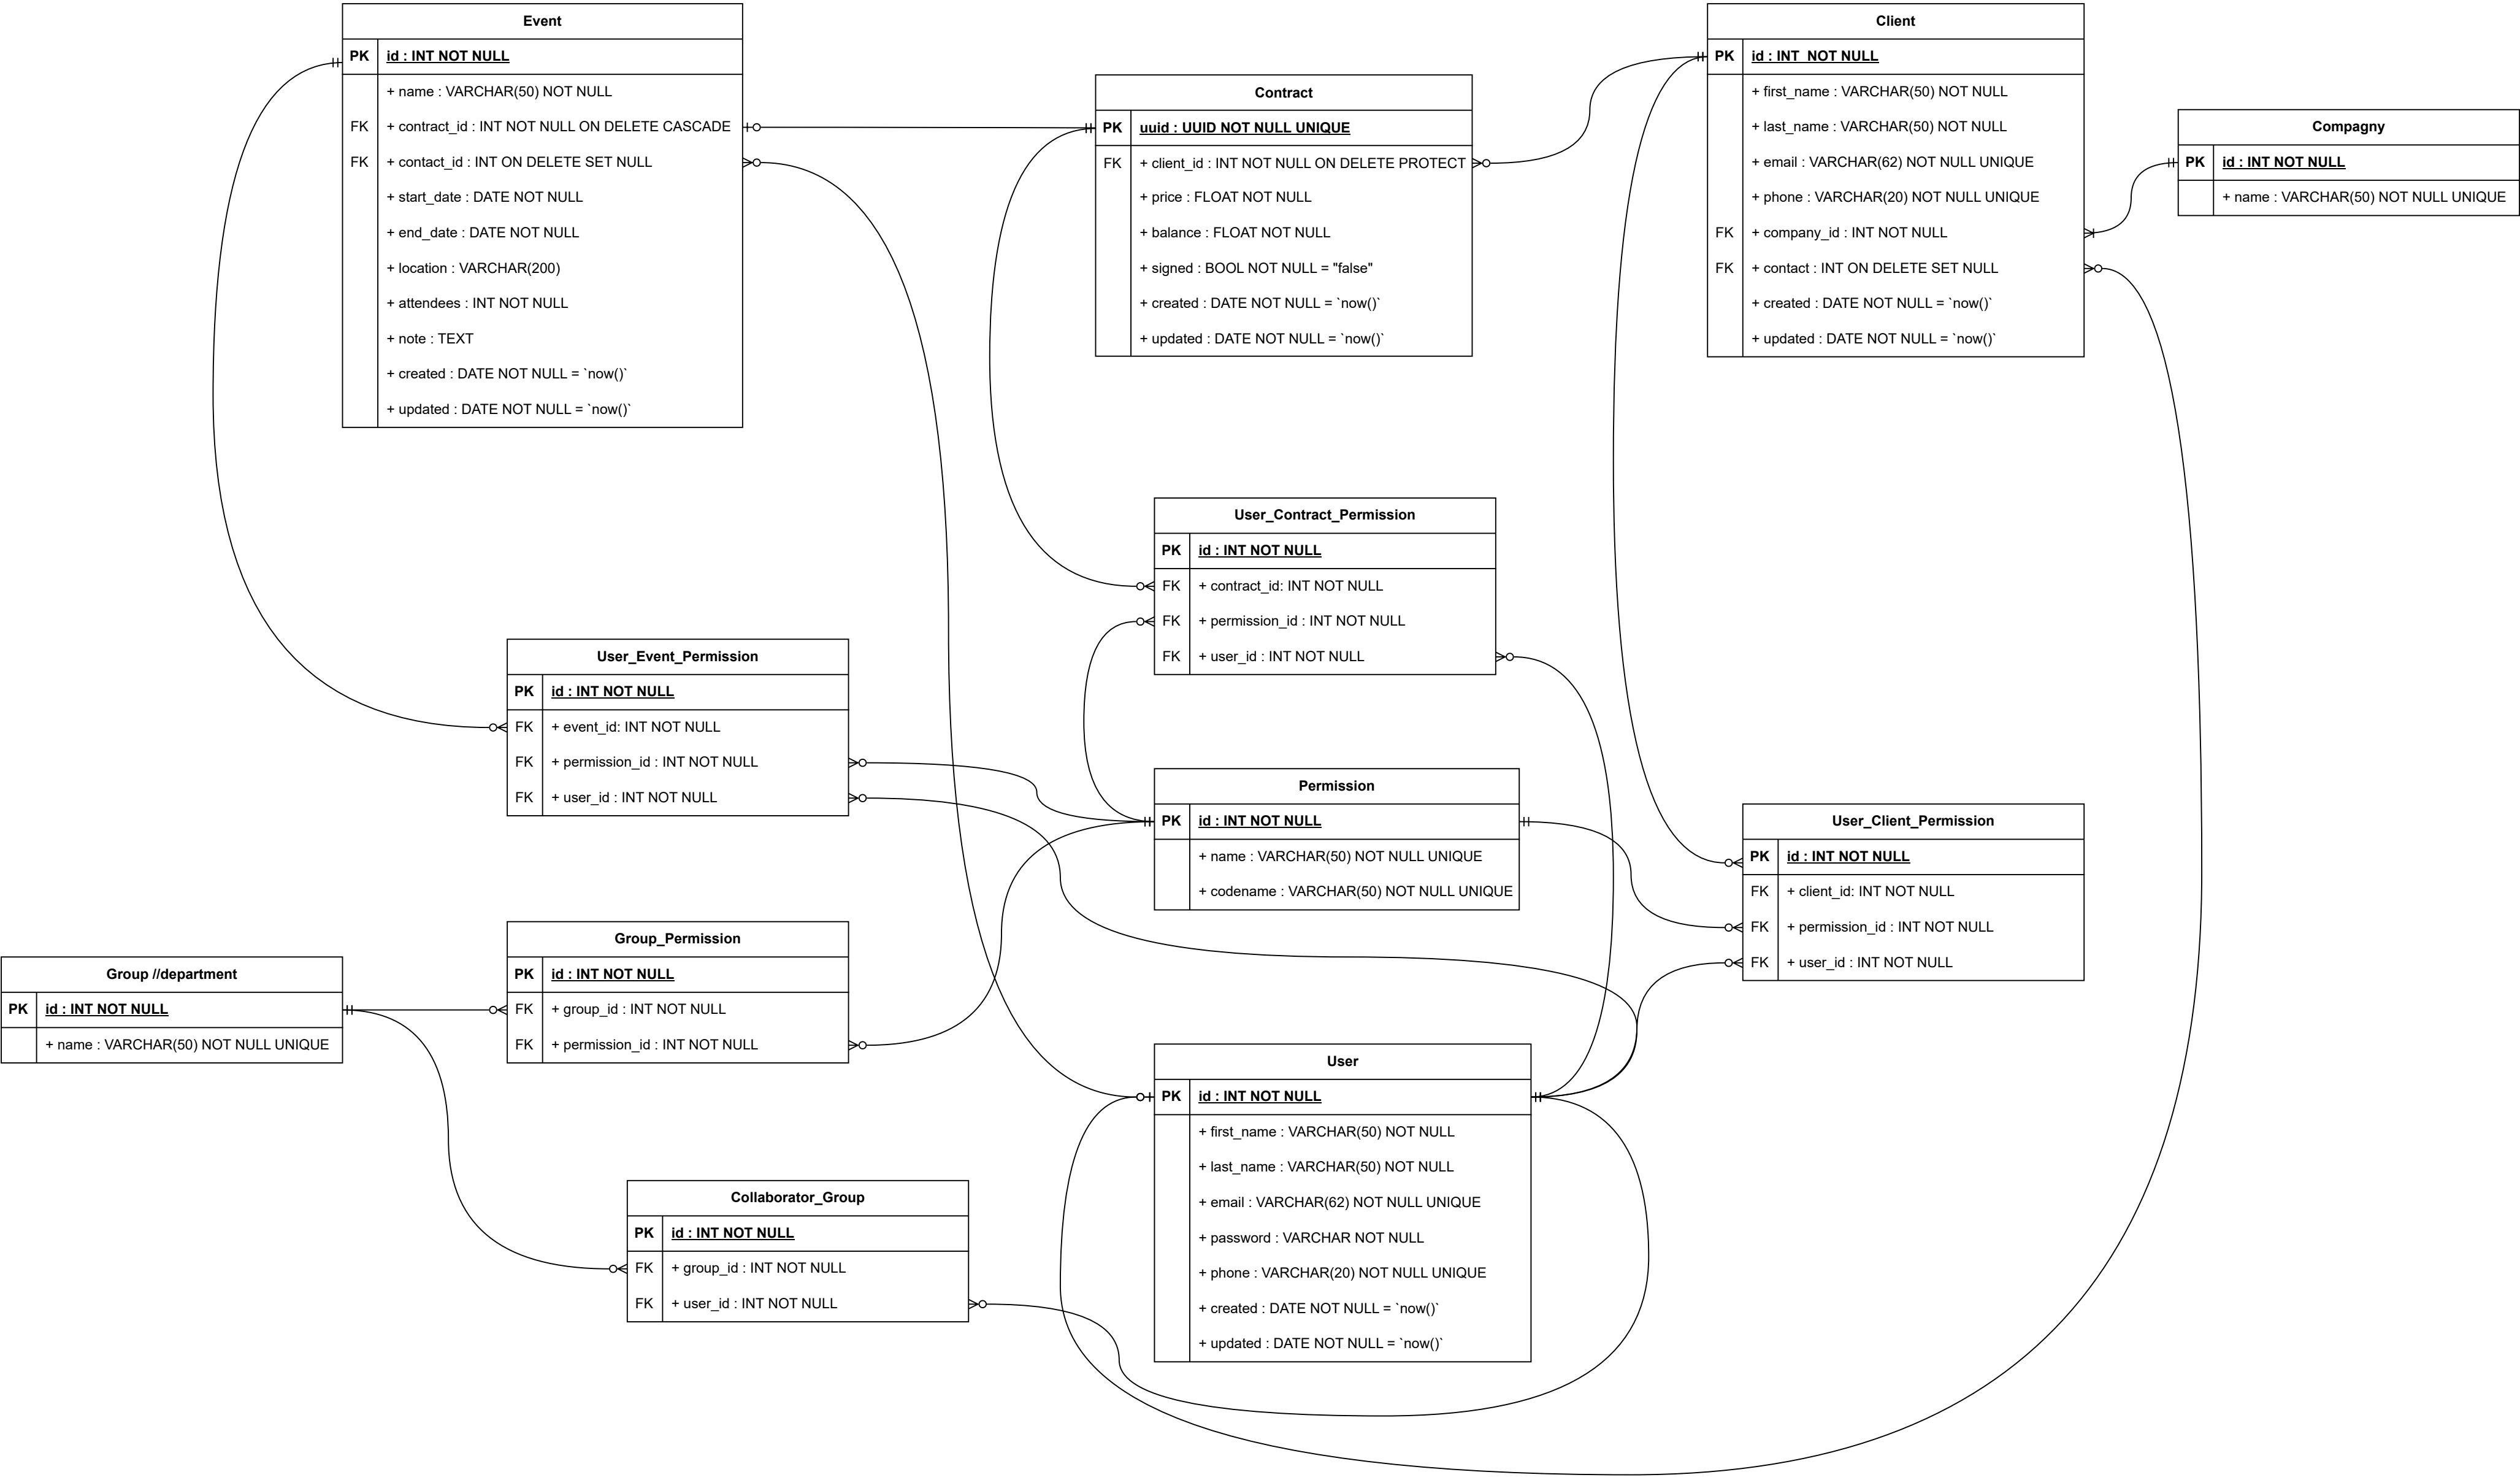 Event
PK id : INT NOT NULL
+ name : VARCHAR(50) NOT NULL
FK + contract_id : INT NOT NULL ON DELETE CASCADE
FK + contact_id : INT ON DELETE SET NULL
+ start_date : DATE NOT NULL
+ end_date : DATE NOT NULL
+ location : VARCHAR(200)
+ attendees : INT NOT NULL
+ note : TEXT
+ created : DATE NOT NULL = `now()`
+ updated : DATE NOT NULL = `now()`
Contract
PK uuid : UUID NOT NULL UNIQUE
FK + client_id : INT NOT NULL ON DELETE PROTECT
+ price : FLOAT NOT NULL
+ balance : FLOAT NOT NULL
+ signed : BOOL NOT NULL = "false"
+ created : DATE NOT NULL = `now()`
+ updated : DATE NOT NULL = `now()`
Client
PK id : INT  NOT NULL
+ first_name : VARCHAR(50) NOT NULL
+ last_name : VARCHAR(50) NOT NULL
+ email : VARCHAR(62) NOT NULL UNIQUE
+ phone : VARCHAR(20) NOT NULL UNIQUE
FK + company_id : INT NOT NULL
FK + contact : INT ON DELETE SET NULL
+ created : DATE NOT NULL = `now()`
+ updated : DATE NOT NULL = `now()`
Compagny
PK id : INT NOT NULL
+ name : VARCHAR(50) NOT NULL UNIQUE
User_Contract_Permission
PK id : INT NOT NULL
FK + contract_id: INT NOT NULL
FK + permission_id : INT NOT NULL
FK + user_id : INT NOT NULL
User_Event_Permission
PK id : INT NOT NULL
FK + event_id: INT NOT NULL
FK + permission_id : INT NOT NULL
FK + user_id : INT NOT NULL
Permission
PK id : INT NOT NULL
+ name : VARCHAR(50) NOT NULL UNIQUE
+ codename : VARCHAR(50) NOT NULL UNIQUE
User_Client_Permission
PK id : INT NOT NULL
FK + client_id: INT NOT NULL
FK + permission_id : INT NOT NULL
FK + user_id : INT NOT NULL
Group_Permission
PK id : INT NOT NULL
FK + group_id : INT NOT NULL
FK + permission_id : INT NOT NULL
Group //department
PK id : INT NOT NULL
+ name : VARCHAR(50) NOT NULL UNIQUE
User
PK id : INT NOT NULL
+ first_name : VARCHAR(50) NOT NULL
+ last_name : VARCHAR(50) NOT NULL
+ email : VARCHAR(62) NOT NULL UNIQUE
+ password : VARCHAR NOT NULL
+ phone : VARCHAR(20) NOT NULL UNIQUE
+ created : DATE NOT NULL = `now()`
+ updated : DATE NOT NULL = `now()`
Collaborator_Group
PK id : INT NOT NULL
FK + group_id : INT NOT NULL
FK + user_id : INT NOT NULL